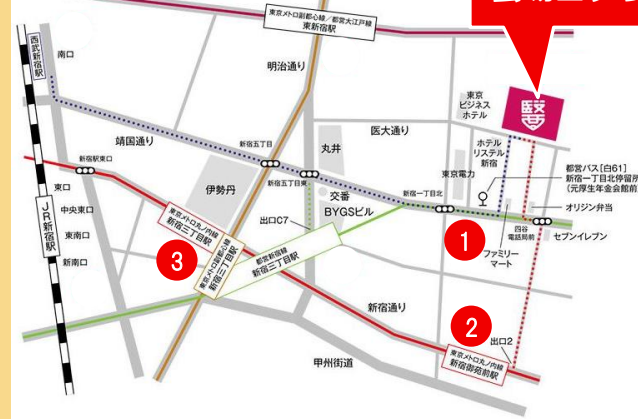 東京メトロ副都心線／都営大江戸線
東新宿駅
西武新宿駅
南口
明治通り
東京
ビジネス
ホテル
医大通り
丸井
靖国通り
新宿五丁目
ホテル
リステル
新宿
都営バス[白61]
新宿一丁目北停留所
(元厚生年金会館前)
新宿駅東口
新宿五丁目東
東京電力
伊勢丹
交番
BYGSビル
新宿一丁目北
オリジン弁当
東口
中央東口
東南口
新南口
JR新宿駅
出口C7
四谷
電話局前
セブンイレブン
ファミリー
マート
1
東京メトロ丸ノ内線
新宿三丁目駅
3
東京メトロ副都心線
新宿三丁目駅
都営新宿線
新宿三丁目駅
新宿通り
2
出口2
東京メトロ丸ノ内線
新宿御苑前駅
甲州街道